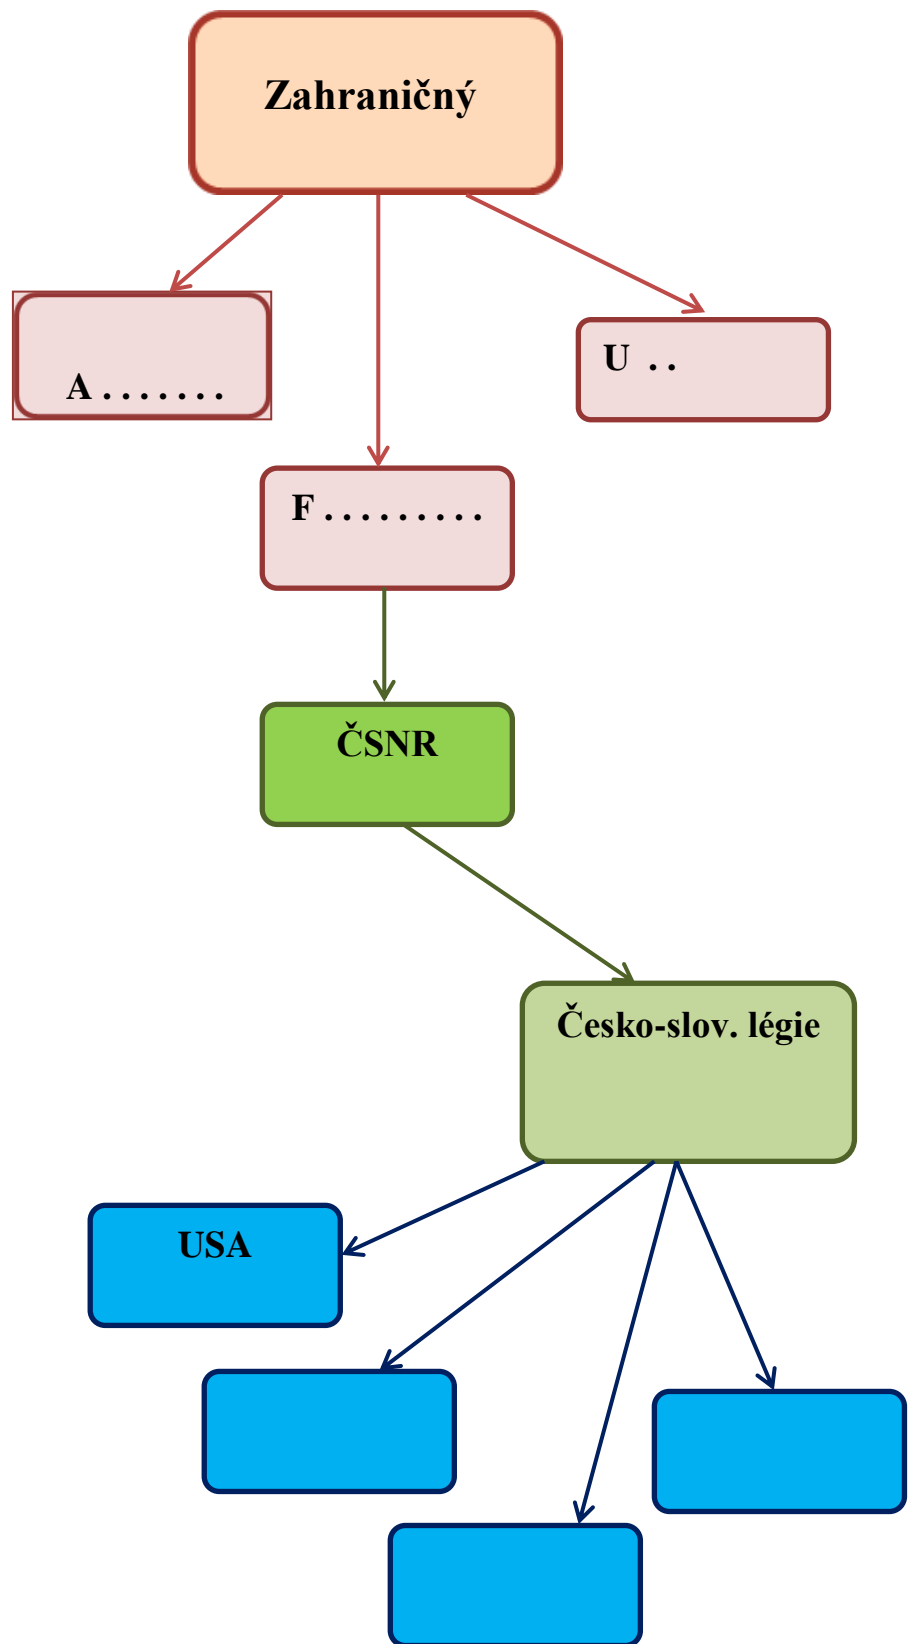 Zahraničný
A . . . . . . .
U . .
F . . . . . . . . .
ČSNR
Česko-slov. légie
USA